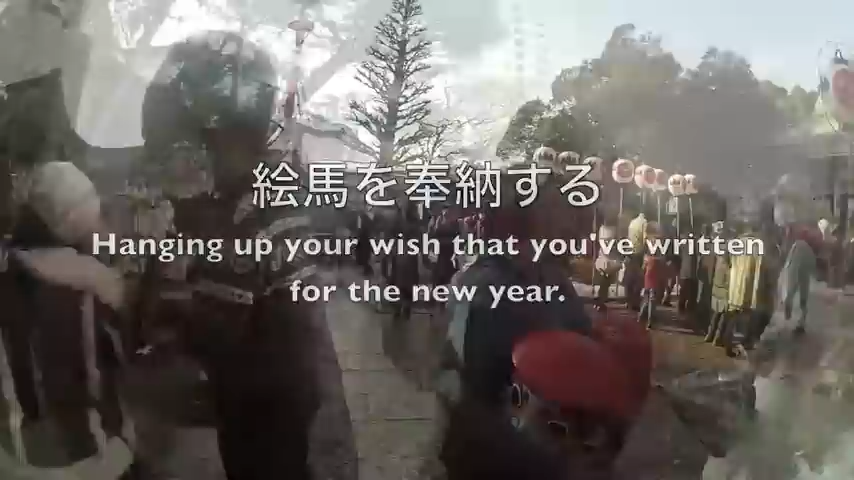 絵馬を奉納する
Hanging up your wish that you've written
for the new year.